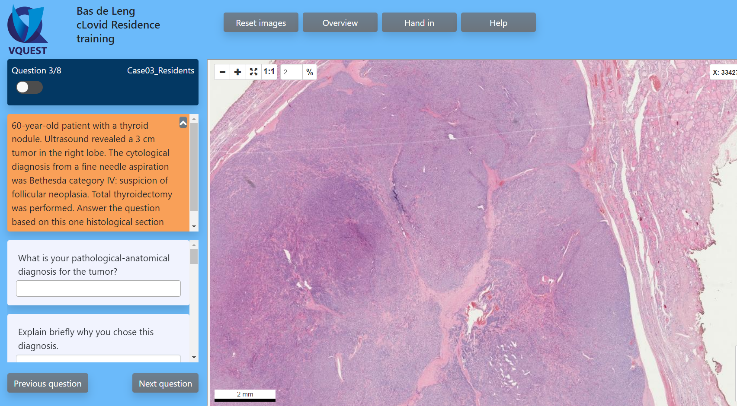 VQUEST
Bas de Leng
cLovid Residence
training
Reset images
Overview
Hand in
Help
Question 3/8
Case03_Residents
60-year-old patient with a thyroid
nodule. Ultrasound revealed a 3 cm
tumor in the right lobe. The cytological
diagnosis from a fine needle aspiration
was Bethesda category IV: suspicion of
follicular neoplasia. Total thyroidectomy
was performed. Answer the question
based on this one histological section
What is your pathological-anatomical
diagnosis for the tumor?
Explain briefly why you chose this
diagnosis.
Previous question
Next question
1:1
2
%
X: 3342
2 mm